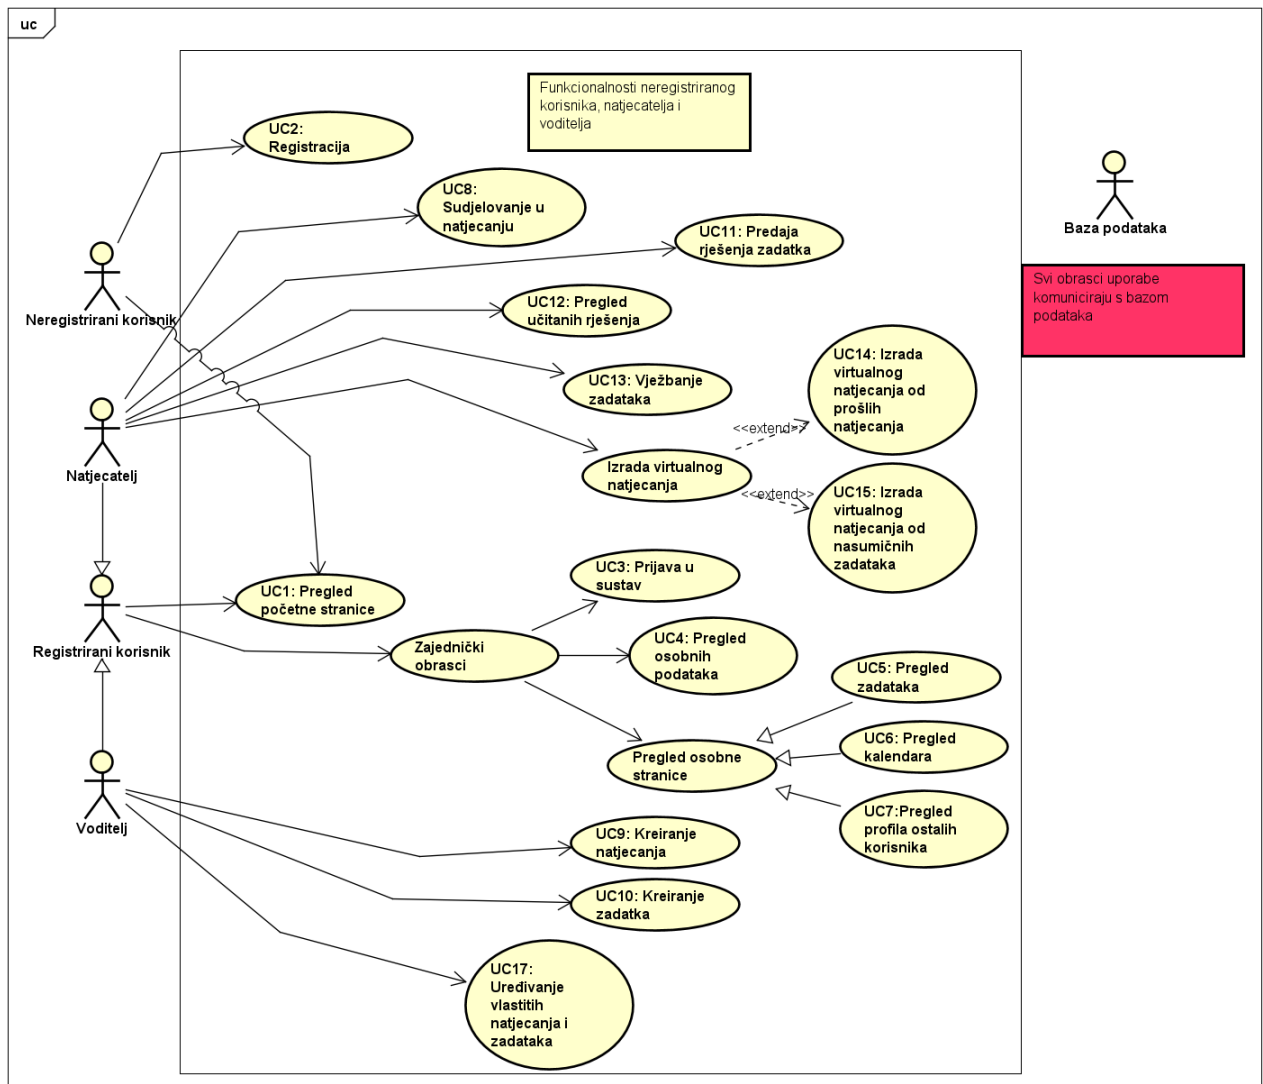 uc
Funkcionalnosti neregistriranog
korisnika, natjecatelja i
voditelja
UC2:
Registracija
UC8:
Sudjelovanje u
natjecanju
UC11: Predaja
rješenja zadatka
Baza podataka
Svi obrasci uporabe
komuniciraju s bazom
podataka
Neregistrirani korisnik
UC12: Pregled
učitanih rješenja
UC13: Vježbanje
zadataka
UC14: Izrada
virtualnog
natjecanja od
prošlih
natjecanja
<<extend>>
Natjecatelj
Izrada virtualnog
natjecanja
<<extend>>
UC15: Izrada
virtualnog
natjecanja od
nasumičnih
zadataka
UC3: Prijava u
sustav
UC1: Pregled
početne stranice
Registrirani korisnik
Zajednički
obrasci
UC4: Pregled
osobnih
podataka
UC5: Pregled
zadataka
UC6: Pregled
kalendara
Pregled osobne
stranice
UC7:Pregled
profila ostalih
korisnika
Voditelj
UC9: Kreiranje
natjecanja
UC10: Kreiranje
zadatka
UC17:
Uređivanje
vlastitih
natjecanja i
zadataka